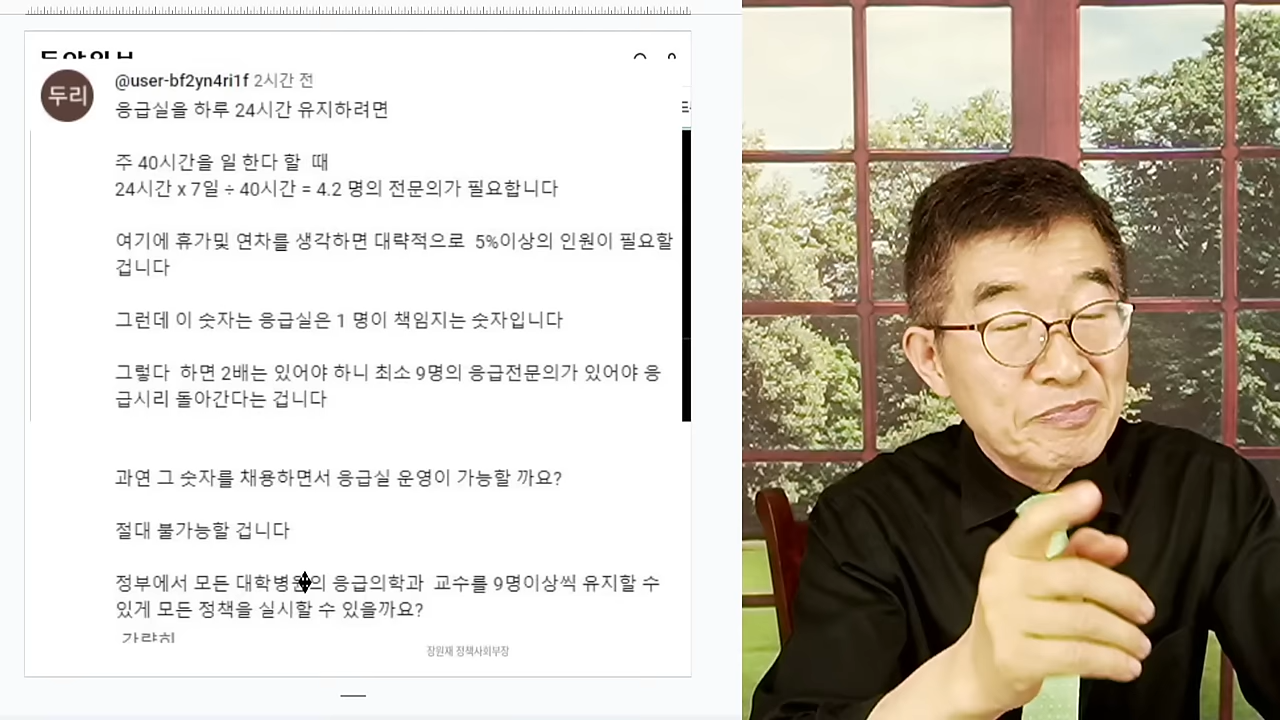 두리
@user-bf2yn4ri1f 2시간 전
응급실을 하루 24시간 유지하려면
주 40시간을 일 한다 할 때
24시간 x 7일 ÷ 40시간 = 4.2 명의 전문의가 필요합니다
여기에 휴가및 연차를 생각하면 대략적으로 5%이상의 인원이 필요할
겁니다
그런데 이 숫자는 응급실은 1 명이 책임지는 숫자입니다
그렇다 하면 2배는 있어야 하니 최소 9명의 응급전문의가 있어야 응
급시리 돌아간다는 겁니다
과연 그 숫자를 채용하면서 응급실 운영이 가능할 까요?
절대 불가능할 겁니다
정부에서 모든 대학병원의 응급의학과 교수를 9명이상씩 유지할 수
있게 모든 정책을 실시할 수 있을까요?
장원재 정책사회부장